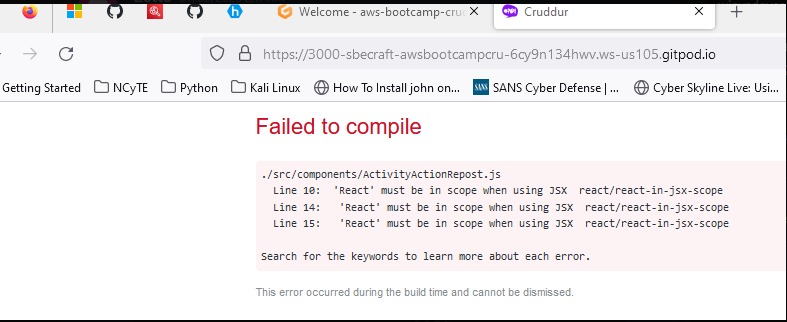 Welcome - aws-bootcamp-cru
Cruddur
https://3000-sbecraft-awsbootcampcru-6cy9n134hwv.ws-us105.gitpod.io
Getting Started NCyTE Python Kali Linux How To Install john on... SANS Cyber Defense | ... Cyber Skyline Live: Usi...
Failed to compile
./src/components/ActivityActionRepost.js
Line 10: 'React' must be in scope when using JSX react/react-in-jsx-scope
Line 14: 'React' must be in scope when using JSX react/react-in-jsx-scope
Line 15: 'React' must be in scope when using JSX react/react-in-jsx-scope
Search for the keywords to learn more about each error.
This error occurred during the build time and cannot be dismissed.